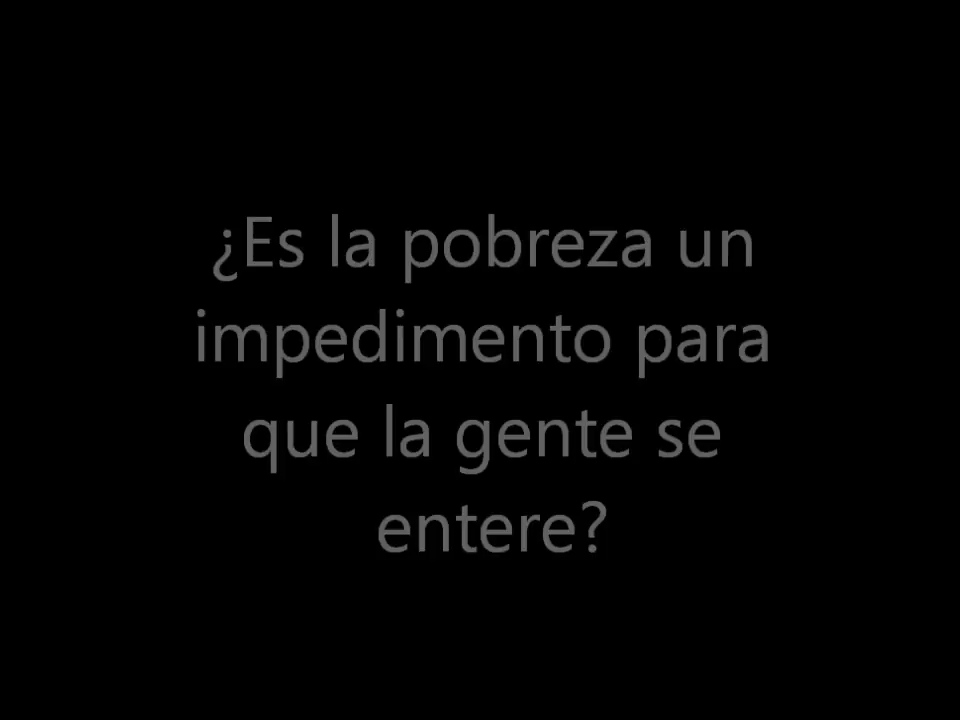 ¿Es la pobreza un
impedimento para
que la gente se
entere?